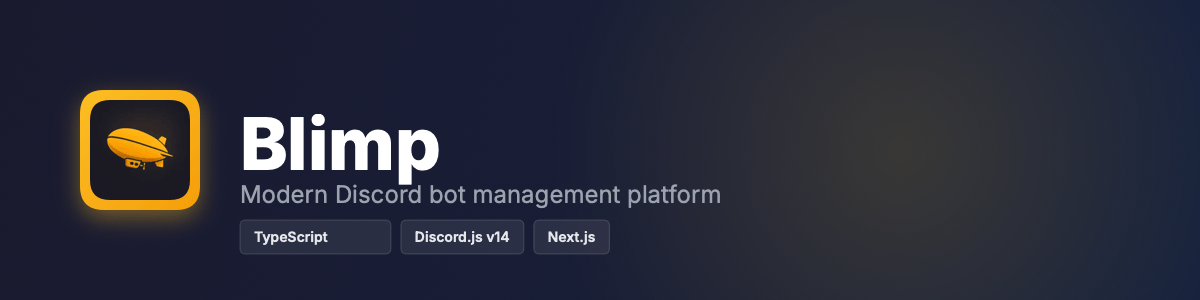 Blimp
Modern Discord bot management platform
TypeScript Discord.js v14 Next.js